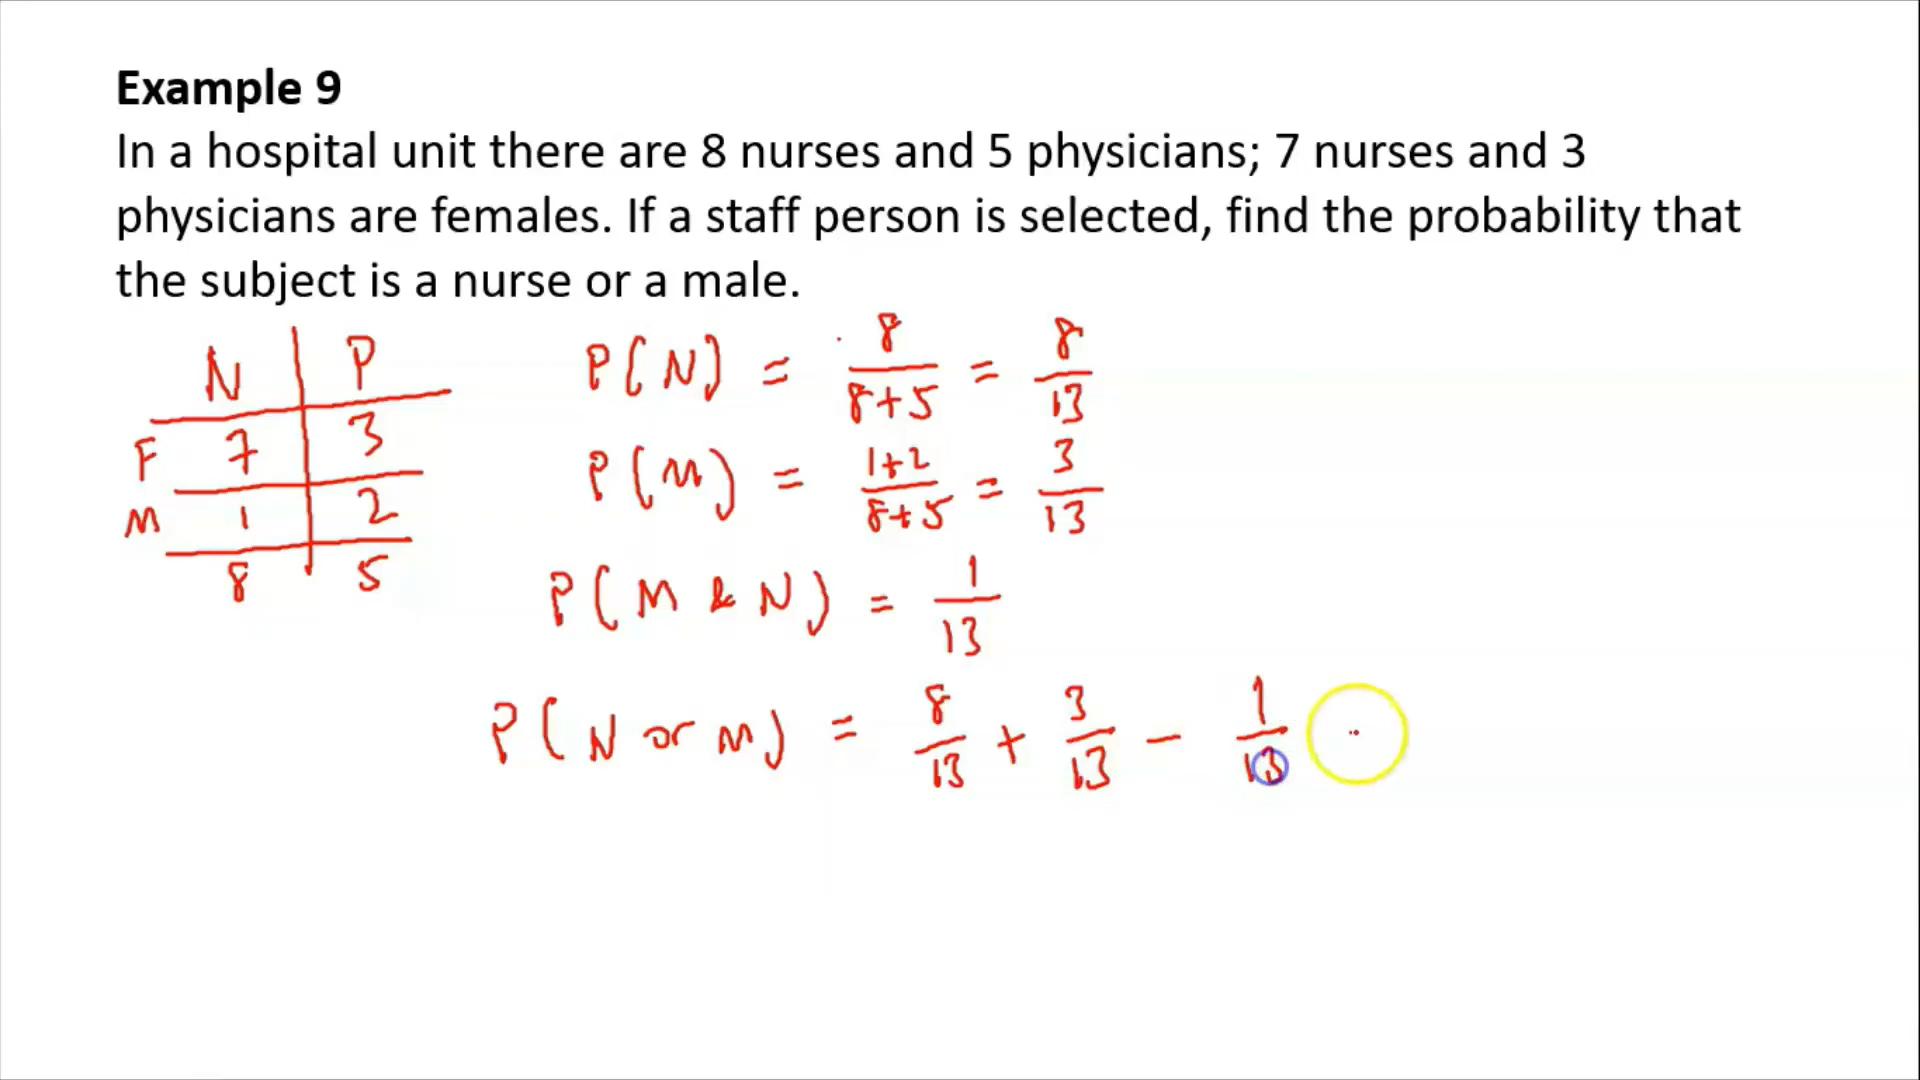 Example 9
In a hospital unit there are 8 nurses and 5 physicians; 7 nurses and 3
physicians are females. If a staff person is selected, find the probability that
the subject is a nurse or a male.
N P
F 7 3
M 1 2
8 5
P(N) = 8/(8+5) = 8/13
P(M) = (1+2)/(8+5) = 3/13
P(M & N) = 1/13
P(N or M) = 8/13 + 3/13 - 1/13